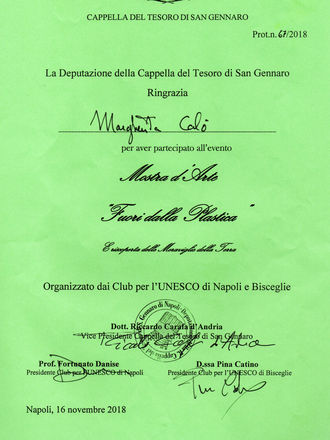 CAPPELLA DEL TESORO DI SAN GENNARO
Prot.n. 67/2018
La Deputazione della Cappella del Tesoro di San Gennaro
Ringrazia
Margherita Colò
per aver partecipato all'evento
Mostra d'Arte
"Fuori dalla Plastica"
E riscoperta della Meraviglia della Terra
Organizzato dai Club per l'UNESCO di Napoli e Bisceglie
Dott. Riccardo Carafa d'Andria
Vice Presidente Cappella del Tesoro di San Gennaro
Prof. Fortunato Danise
D.ssa Pina Catino
Presidente Club per l'UNESCO di Napoli
Presidente Club per l'UNESCO di Bisceglie
Napoli, 16 novembre 2018